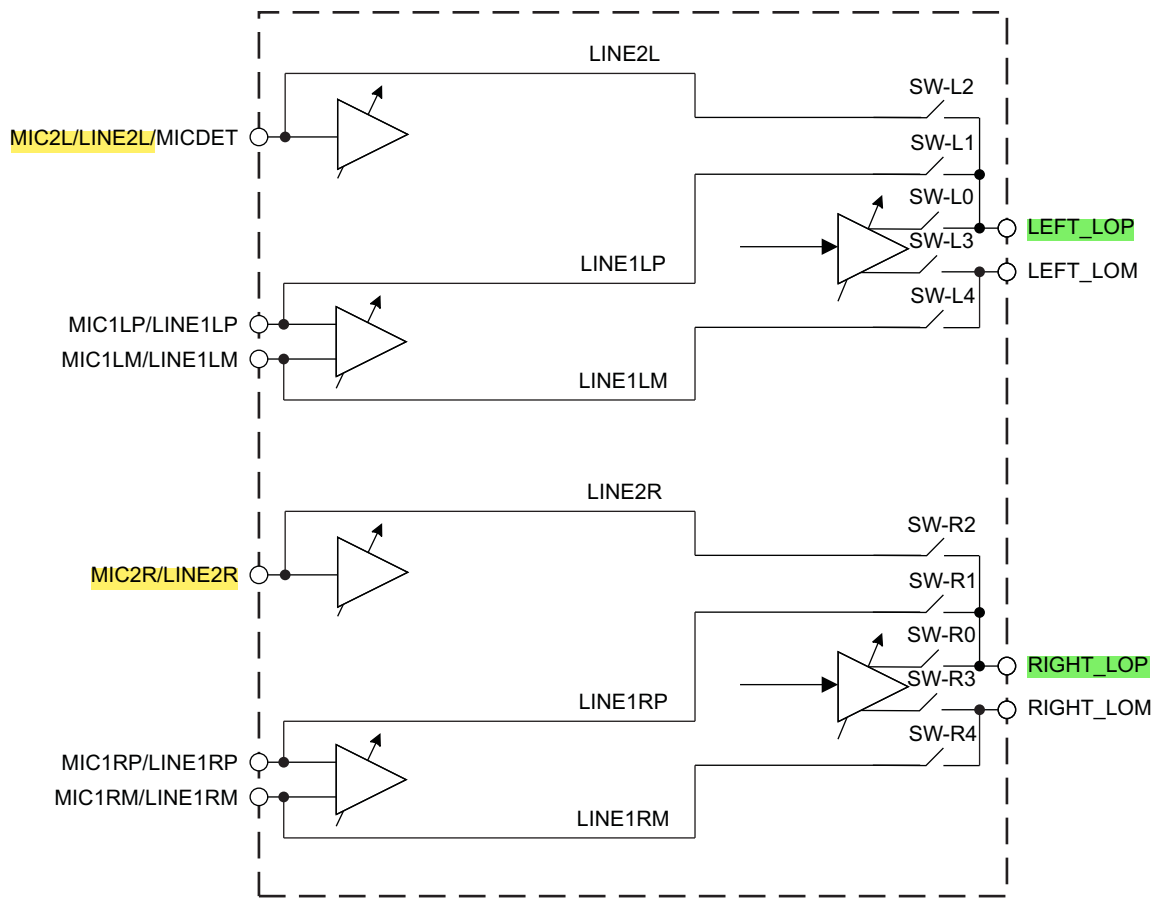 LINE2L
SW-L2
MIC2L/LINE2L/MICDET
SW-L1
SW-L0
LEFT_LOP
SW-L3
LINE1LP
LEFT_LOM
SW-L4
MIC1LP/LINE1LP
MIC1LM/LINE1LM
LINE1LM
LINE2R
SW-R2
MIC2R/LINE2R
SW-R1
SW-R0
RIGHT_LOP
SW-R3
LINE1RP
RIGHT_LOM
SW-R4
MIC1RP/LINE1RP
MIC1RM/LINE1RM
LINE1RM